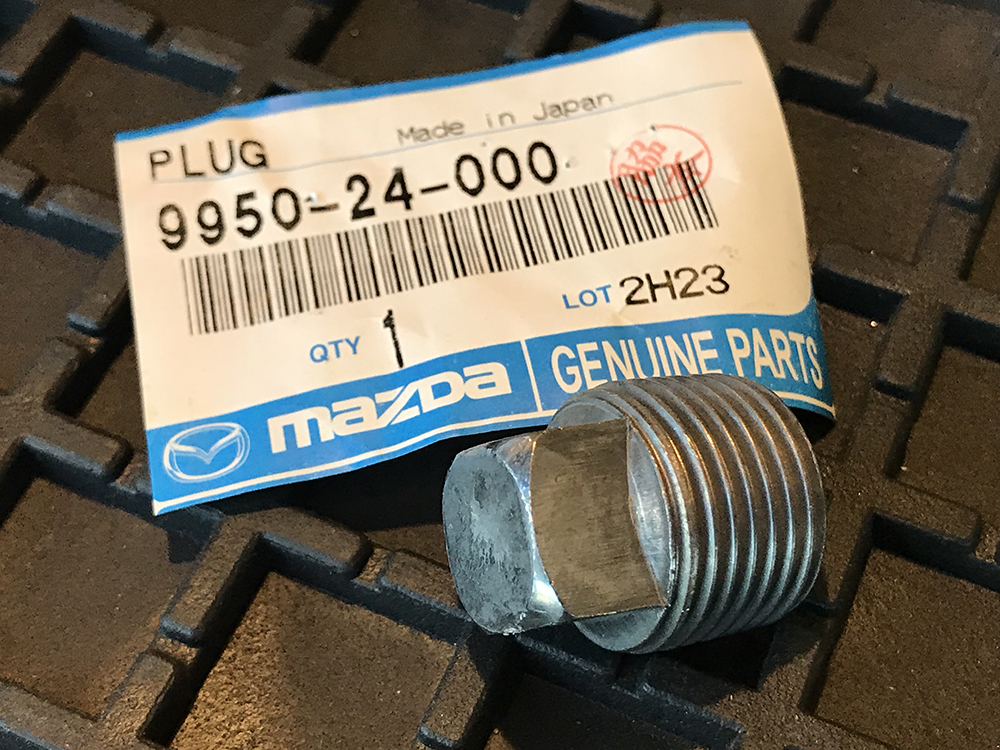 Made in Japan
PLUG
9950-24-000
LOT 2H23
QTY 1
mazda GENUINE PARTS